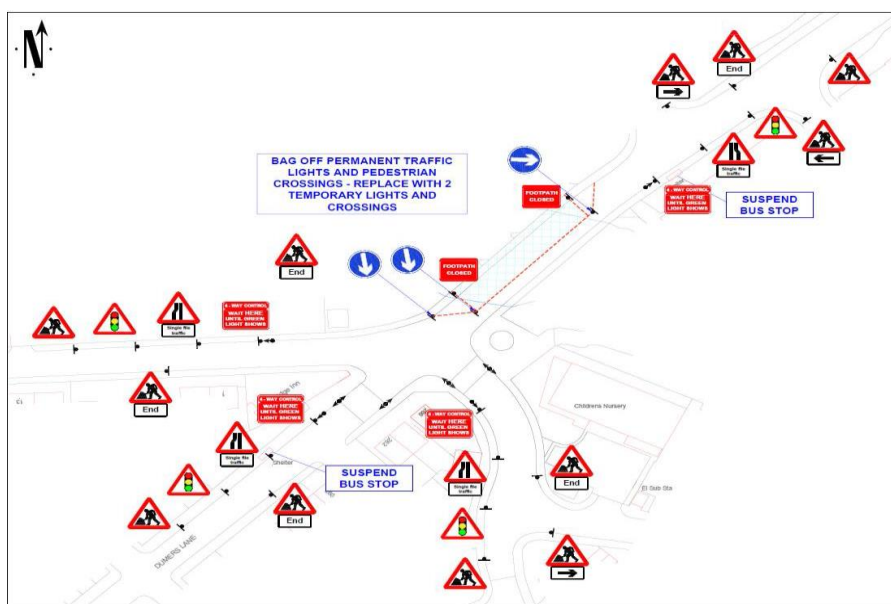 N
End
BAG OFF PERMANENT TRAFFIC
LIGHTS AND PEDESTRIAN
CROSSINGS - REPLACE WITH 2
TEMPORARY LIGHTS AND
CROSSINGS
FOOTPATH
CLOSED
Single file
traffic
4-WAY CONTROL
WAIT HERE
UNTIL GREEN
LIGHT SHOWS
SUSPEND
BUS STOP
End
FOOTPATH
CLOSED
Single file
traffic
4-WAY CONTROL
WAIT HERE
UNTIL GREEN
LIGHT SHOWS
End
Inn
4-WAY CONTROL
WAIT HERE
UNTIL GREEN
LIGHT SHOWS
4-WAY CONTROL
WAIT HERE
UNTIL GREEN
LIGHT SHOWS
Childrens Nursery
Single file
traffic
Shelter
SUSPEND
BUS STOP
Single file
traffic
End
El Sub Sta
End
DUMERS LANE